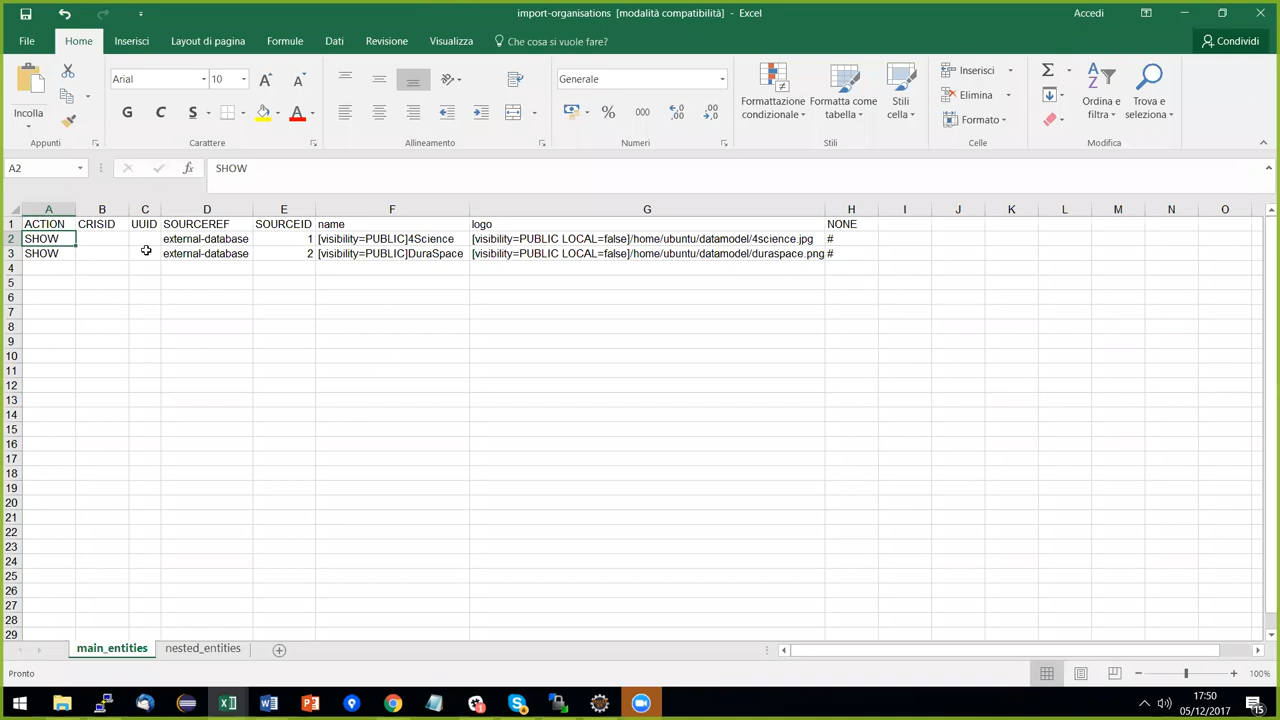 import-organisations [modalità compatibilità] - Excel
Accedi
File Home Inserisci Layout di pagina Formule Dati Revisione Visualizza Che cosa si vuole fare? Condividi
Incolla
Appunti
Arial 10
G C S A
Carattere
Allineamento
Generale
% 000
Numeri
Formattazione condizionale
Formatta come tabella
Stili cella
Stili
Inserisci
Elimina
Formato
Celle
Ordina e filtra
Trova e seleziona
Modifica
A2 fx SHOW
A B C D E F G H I J K L M N O
1 ACTION CRISID UUID SOURCEREF SOURCEID name logo NONE
2 SHOW external-database 1 [visibility=PUBLIC]4Science [visibility=PUBLIC LOCAL=false]/home/ubuntu/datamodel/4science.jpg #
3 SHOW external-database 2 [visibility=PUBLIC]DuraSpace [visibility=PUBLIC LOCAL=false]/home/ubuntu/datamodel/duraspace.png #
4
5
6
7
8
9
10
11
12
13
14
15
16
17
18
19
20
21
22
23
24
25
26
27
28
29
main_entities nested_entities
Pronto
100%
17:50
05/12/2017
15